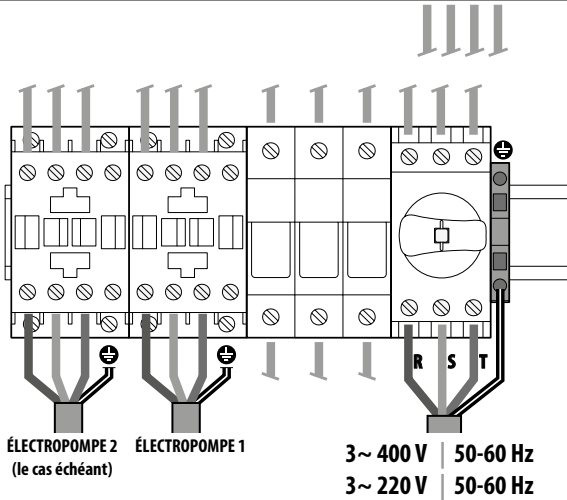 R S T
ÉLECTROPOMPE 2
(le cas échéant)
ÉLECTROPOMPE 1
3~ 400 V | 50-60 Hz
3~ 220 V | 50-60 Hz